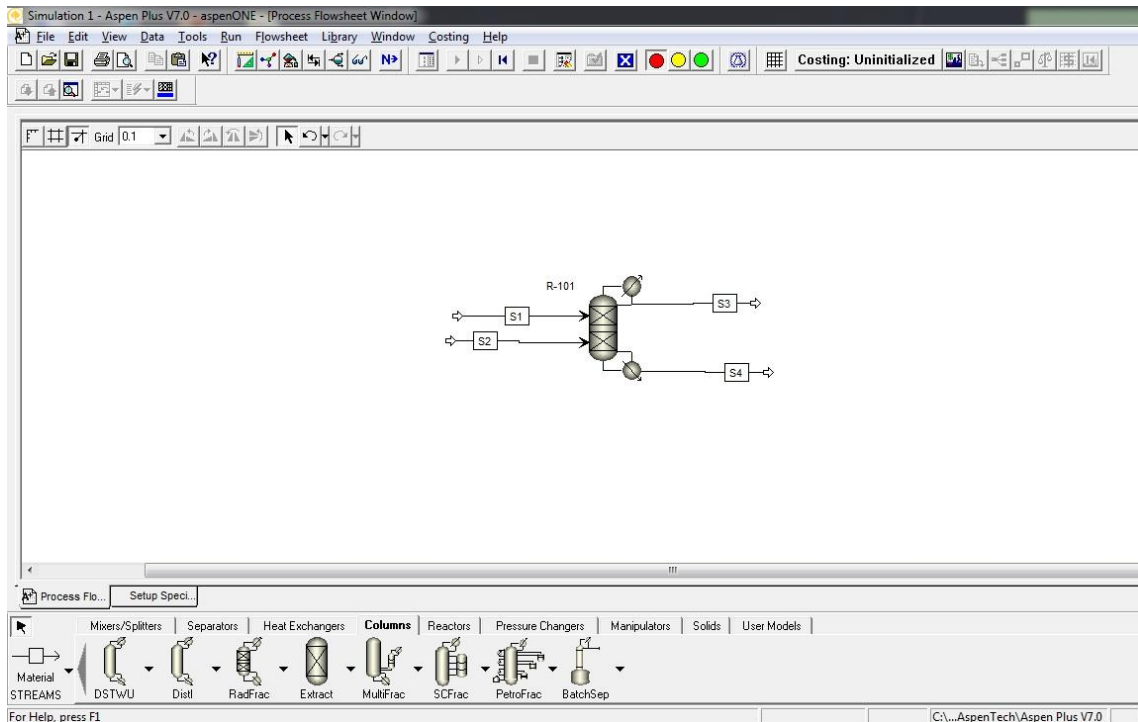 Simulation 1 - Aspen Plus V7.0 - aspenONE - [Process Flowsheet Window]
File Edit View Data Tools Run Flowsheet Library Window Costing Help
N> Costing: Uninitialized
Grid 0.1
R-101
S3
S1
S2
S4
Process Flo... Setup Speci...
Mixers/Splitters Separators Heat Exchangers Columns Reactors Pressure Changers Manipulators Solids User Models
Material
STREAMS DSTWU Distl RadFrac Extract MultiFrac SCFrac PetroFrac BatchSep
For Help, press F1 C:\...AspenTech\Aspen Plus V7.0